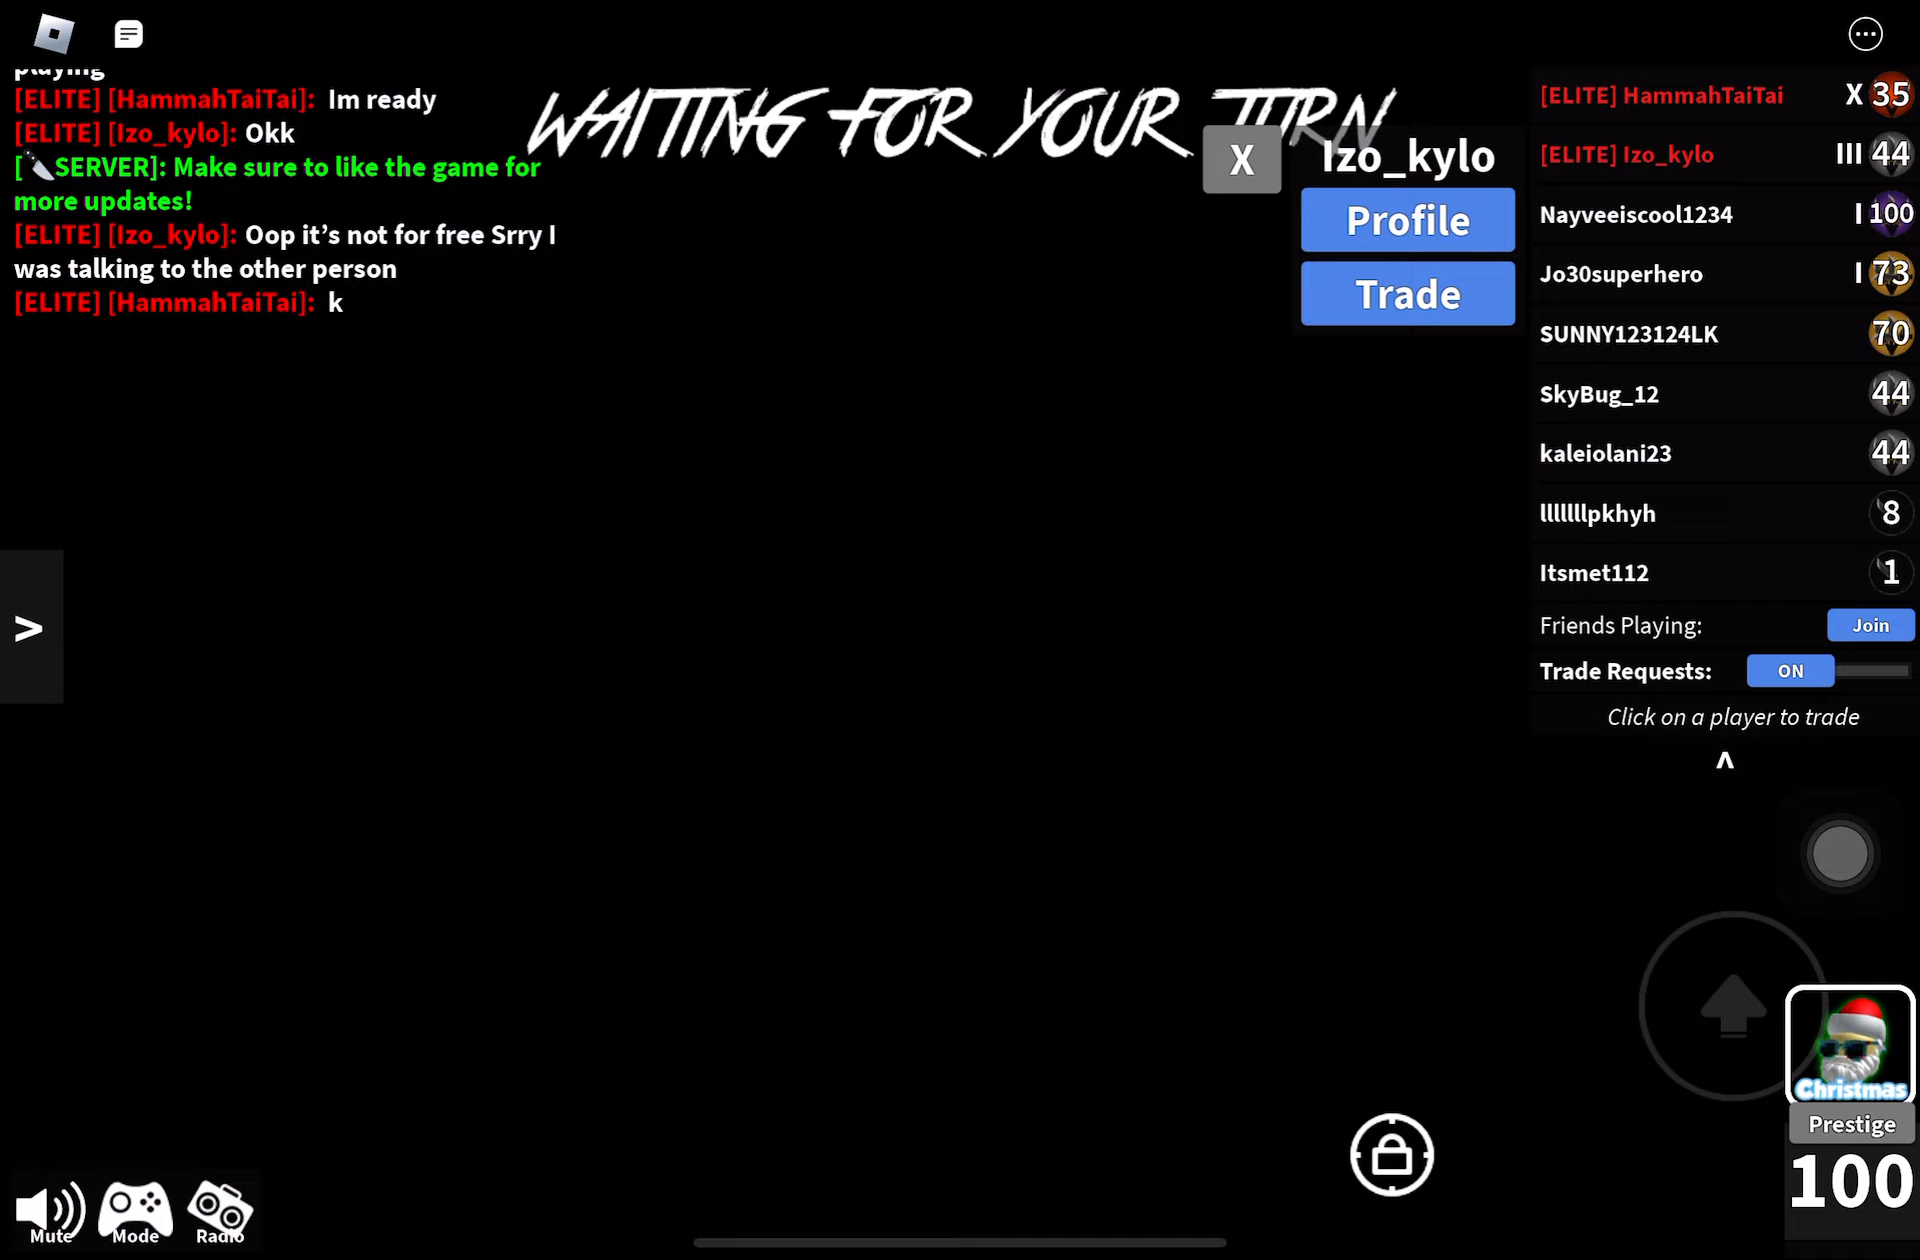 playing
[ELITE] [HammahTaiTai]: Im ready
[ELITE] [Izo_kylo]: Okk
[🔪SERVER]: Make sure to like the game for
more updates!
[ELITE] [Izo_kylo]: Oop it’s not for free Srry I
was talking to the other person
[ELITE] [HammahTaiTai]: k
WAITING FOR YOUR TURN
X
Izo_kylo
Profile
Trade
[ELITE] HammahTaiTai X 35
[ELITE] Izo_kylo III 44
Nayveeiscool1234 I 100
Jo30superhero I 73
SUNNY123124LK 70
SkyBug_12 44
kaleiolani23 44
lllllllpkhyh 8
Itsmet112 1
Friends Playing: Join
Trade Requests: ON
Click on a player to trade
^
>
Christmas
Prestige
100
Mute Mode Radio